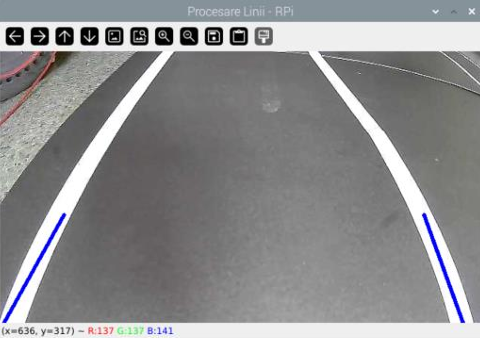 Procesare Linii - RPi
(x=636, y=317) ~ R:137 G:137 B:141